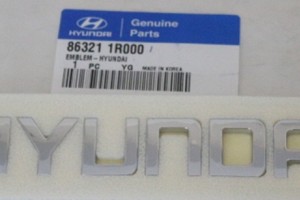 HYUNDAI
Genuine
Parts
86321 1R000 /
EMBLEM-HYUNDAI
1 PC YG MADE IN KOREA
HYUNDA